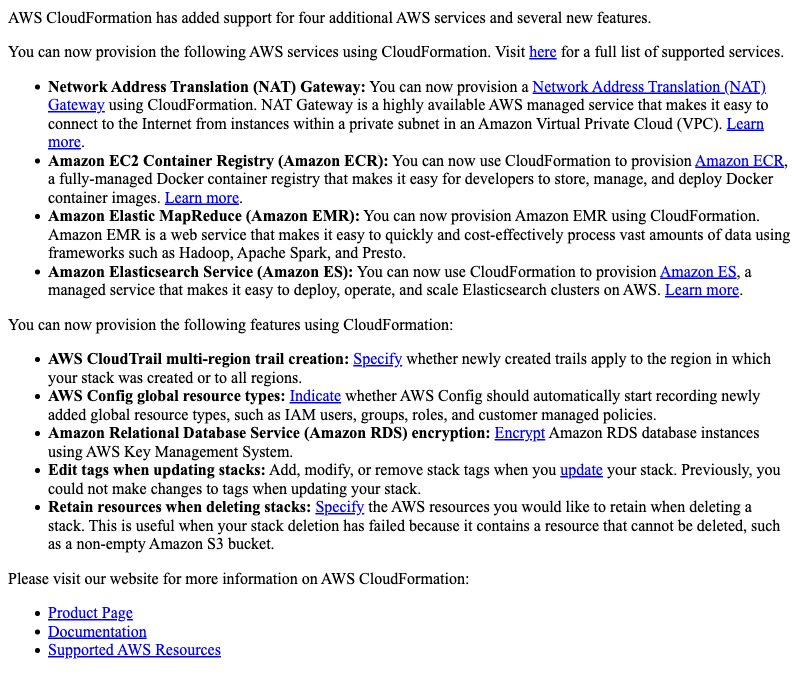 AWS CloudFormation has added support for four additional AWS services and several new features.
You can now provision the following AWS services using CloudFormation. Visit here for a full list of supported services.
• Network Address Translation (NAT) Gateway: You can now provision a Network Address Translation (NAT)
Gateway using CloudFormation. NAT Gateway is a highly available AWS managed service that makes it easy to
connect to the Internet from instances within a private subnet in an Amazon Virtual Private Cloud (VPC). Learn
more.
• Amazon EC2 Container Registry (Amazon ECR): You can now use CloudFormation to provision Amazon ECR,
a fully-managed Docker container registry that makes it easy for developers to store, manage, and deploy Docker
container images. Learn more.
• Amazon Elastic MapReduce (Amazon EMR): You can now provision Amazon EMR using CloudFormation.
Amazon EMR is a web service that makes it easy to quickly and cost-effectively process vast amounts of data using
frameworks such as Hadoop, Apache Spark, and Presto.
• Amazon Elasticsearch Service (Amazon ES): You can now use CloudFormation to provision Amazon ES, a
managed service that makes it easy to deploy, operate, and scale Elasticsearch clusters on AWS. Learn more.
You can now provision the following features using CloudFormation:
• AWS CloudTrail multi-region trail creation: Specify whether newly created trails apply to the region in which
your stack was created or to all regions.
• AWS Config global resource types: Indicate whether AWS Config should automatically start recording newly
added global resource types, such as IAM users, groups, roles, and customer managed policies.
• Amazon Relational Database Service (Amazon RDS) encryption: Encrypt Amazon RDS database instances
using AWS Key Management System.
• Edit tags when updating stacks: Add, modify, or remove stack tags when you update your stack. Previously, you
could not make changes to tags when updating your stack.
• Retain resources when deleting stacks: Specify the AWS resources you would like to retain when deleting a
stack. This is useful when your stack deletion has failed because it contains a resource that cannot be deleted, such
as a non-empty Amazon S3 bucket.
Please visit our website for more information on AWS CloudFormation:
• Product Page
• Documentation
• Supported AWS Resources